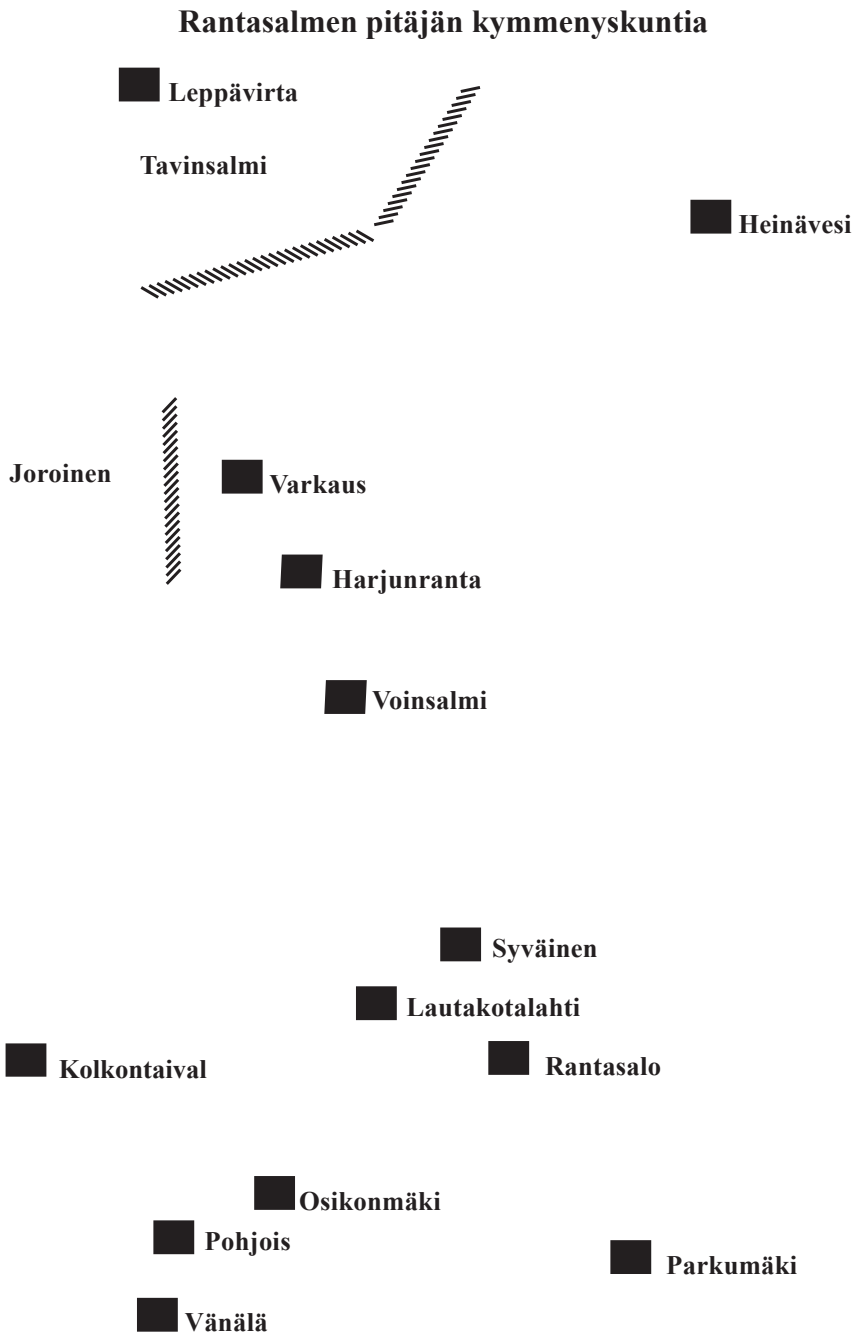 Rantasalmen pitäjän kymmenyskuntia
Leppävirta
Tavinsalmi
Heinävesi
Joroinen
Varkaus
Harjunranta
Voinsalmi
Syväinen
Lautakotalahti
Kolkontaival
Rantasalo
Osikonmäki
Pohjois
Parkumäki
Vänälä